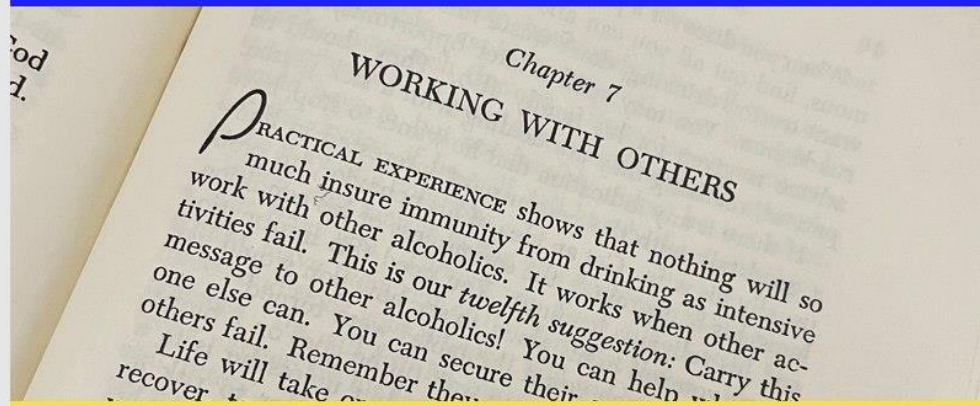 God
d.
Chapter 7
WORKING WITH OTHERS
PRACTICAL EXPERIENCE shows that nothing will so
much insure immunity from drinking as intensive
work with other alcoholics. It works when other ac-
tivities fail. This is our twelfth suggestion: Carry this
message to other alcoholics! You can help
one else can. You can secure their
others fail. Remember they
Life will take
recover